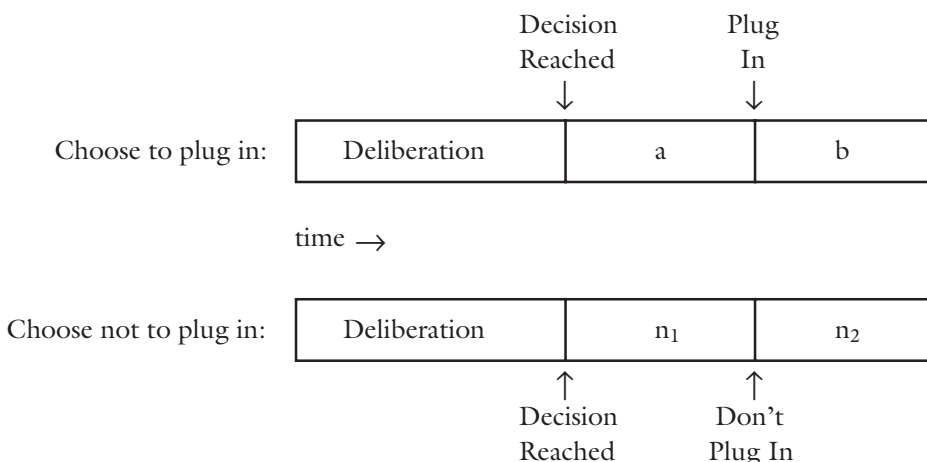 Decision Plug
Reached In
↓ ↓
Choose to plug in: Deliberation a b
time →
Choose not to plug in: Deliberation n₁ n₂
↑ ↑
Decision Don't
Reached Plug In